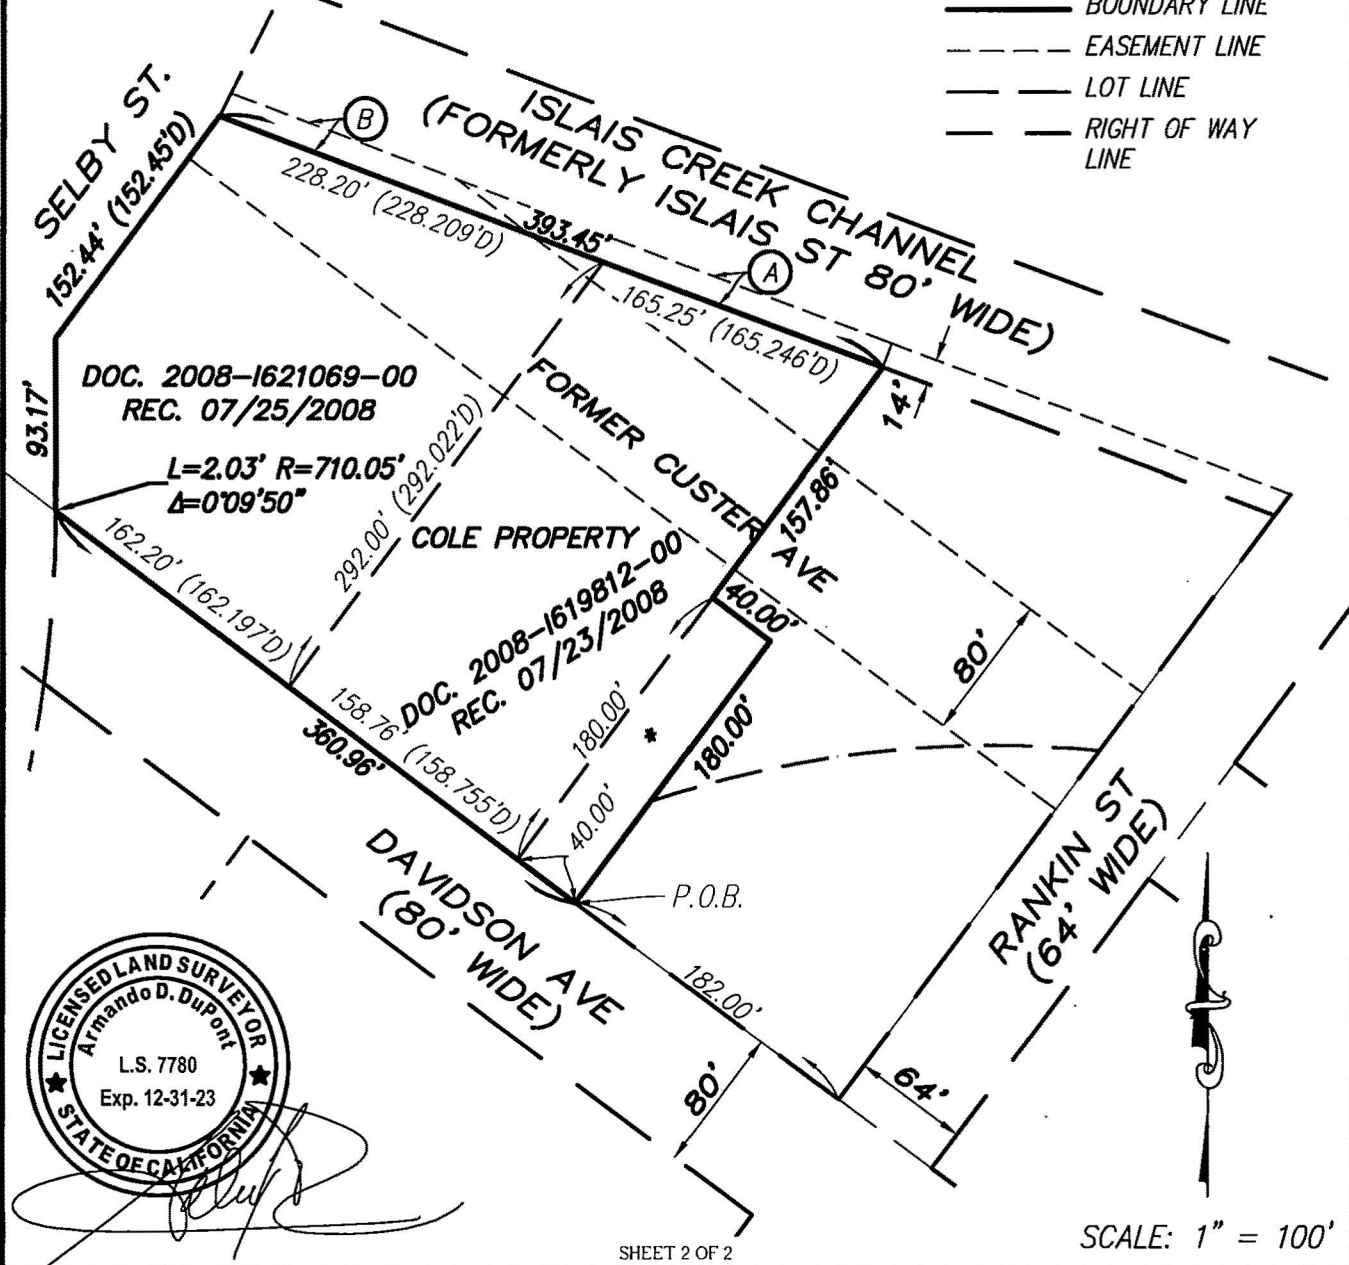 BOUNDARY LINE
EASEMENT LINE
LOT LINE
RIGHT OF WAY
LINE
SELBY ST.
152.44' (152.45'D)
B
ISLAIS CREEK CHANNEL
(FORMERLY ISLAIS ST 80' WIDE)
228.20' (228.209'D)
393.45'
A
165.25' (165.246'D)
14'
93.17'
DOC. 2008-I621069-00
REC. 07/25/2008
L=2.03' R=710.05'
Δ=0°09'50"
292.00' (292.022'D)
FORMER CUSTER AVE
157.86'
COLE PROPERTY
40.00'
DOC. 2008-I619812-00
REC. 07/23/2008
162.20' (162.197'D)
158.76' (158.755'D)
360.96'
180.00'
*
180.00'
40.00'
80'
P.O.B.
DAVIDSON AVE
(80' WIDE)
182.00'
RANKIN ST
(64' WIDE)
80'
64'
LICENSED LAND SURVEYOR
Armando D. DuPont
L.S. 7780
Exp. 12-31-23
STATE OF CALIFORNIA
SHEET 2 OF 2
SCALE: 1" = 100'